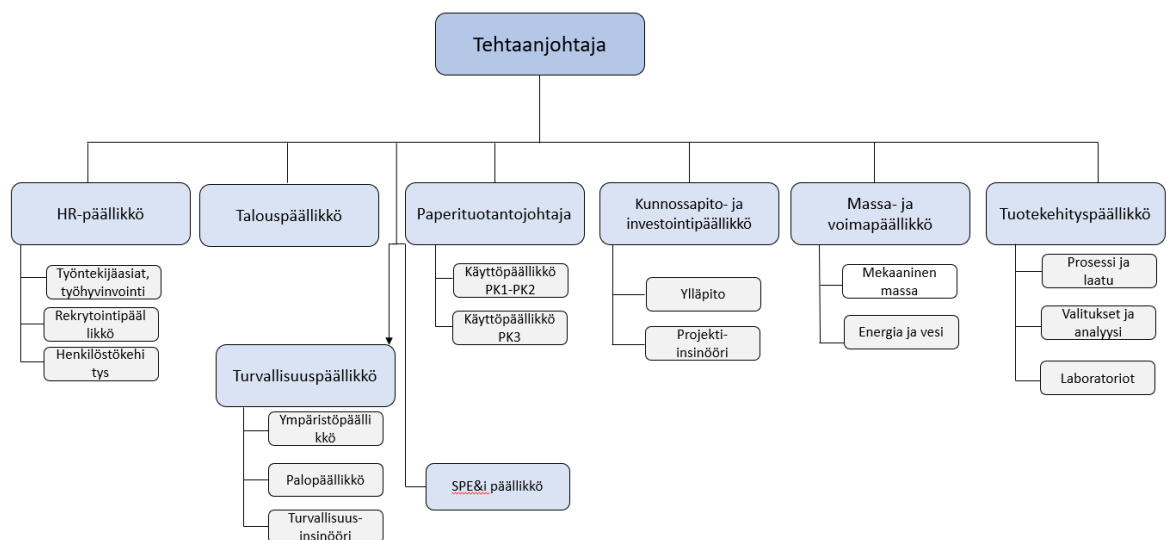 Tehtaanjohtaja
HR-päällikkö
Talouspäällikkö
Paperituotantojohtaja
Kunnossapito- ja
investointipäällikkö
Massa- ja
voimapäällikkö
Tuotekehityspäällikkö
Työntekijäasiat,
työhyvinvointi
Rekrytointipääl
likkö
Henkilöstökehi
tys
Turvallisuuspäällikkö
Ympäristöpäälli
kkö
Palopäällikkö
Turvallisuus-
insinööri
SPE&i päällikkö
Käyttöpäällikkö
PK1-PK2
Käyttöpäällikkö
PK3
Ylläpito
Projekti-
insinööri
Mekaaninen
massa
Energia ja vesi
Prosessi ja
laatu
Valitukset ja
analyysi
Laboratoriot